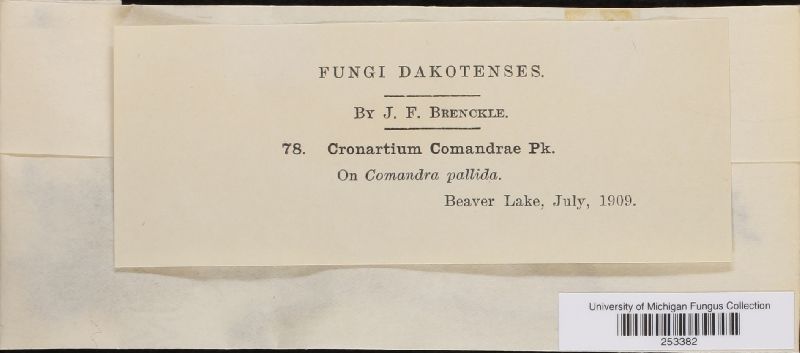 FUNGI DAKOTENSES.
By J. F. Brenckle.
78. Cronartium Comandrae Pk.
On Comandra pallida.
Beaver Lake, July, 1909.
University of Michigan Fungus Collection
253382